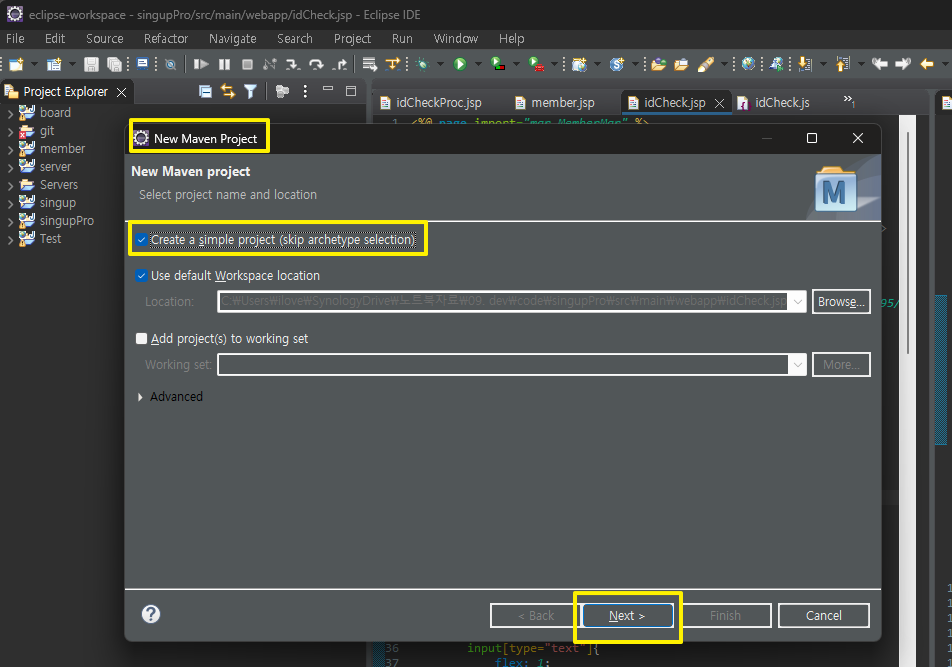 eclipse-workspace - singupPro/src/main/webapp/idCheck.jsp - Eclipse IDE
File Edit Source Refactor Navigate Search Project Run Window Help
Project Explorer
idCheckProc.jsp member.jsp idCheck.jsp idCheck.js
1 <%@ page import="mgr.MemberMgr" %>
board
git
member
server
Servers
singup
singupPro
Test
New Maven Project
New Maven project
Select project name and location
M
Create a simple project (skip archetype selection)
Use default Workspace location
Location: C:￦Users￦ilove￦SynologyDrive￦노트북자료￦09. dev￦code￦singupPro￦src￦main￦webapp￦idCheck.jsp Browse...
Add project(s) to working set
Working set: More...
Advanced
? < Back Next > Finish Cancel
36 input[type="text"]{
37 flex: 1;